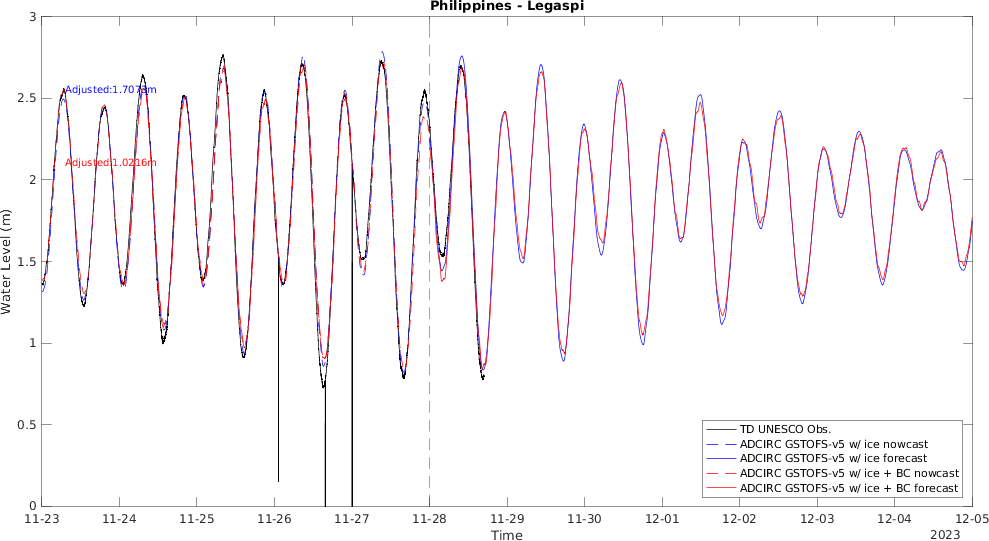 Philippines - Legaspi
3
2.5
2
1.5
1
0.5
0
Water Level (m)
Adjusted:1.7073m
Adjusted:1.0216m
TD UNESCO Obs.
ADCIRC GSTOFS-v5 w/ ice nowcast
ADCIRC GSTOFS-v5 w/ ice forecast
ADCIRC GSTOFS-v5 w/ ice + BC nowcast
ADCIRC GSTOFS-v5 w/ ice + BC forecast
11-23 11-24 11-25 11-26 11-27 11-28 11-29 11-30 12-01 12-02 12-03 12-04 12-05
Time
2023